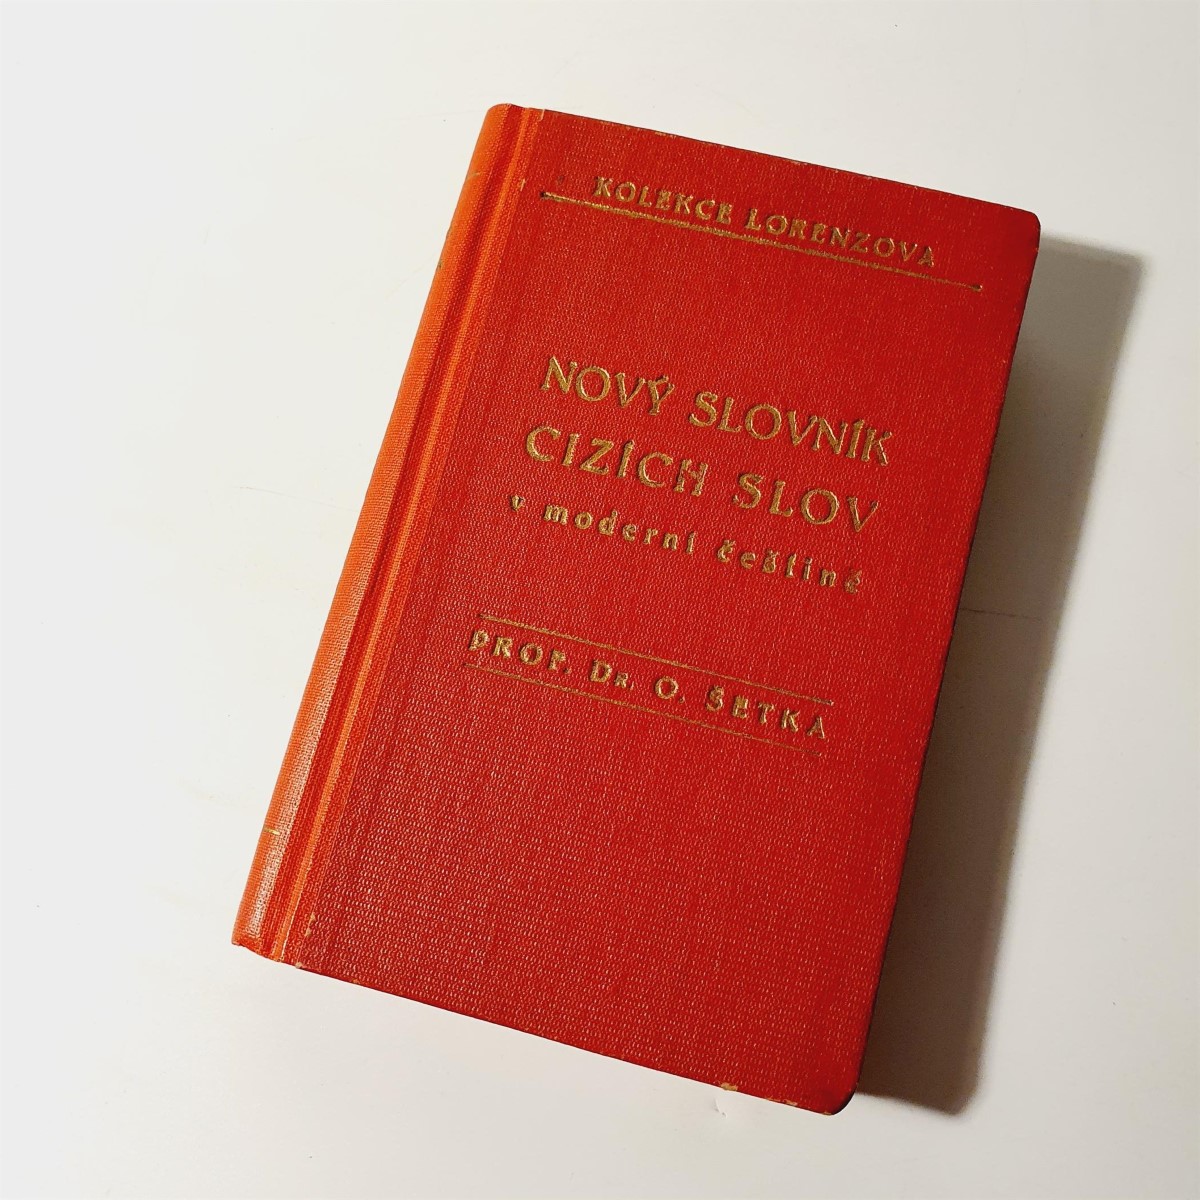 KOLEKCE LORENZOVA
NOVÝ SLOVNÍK
CIZÍCH SLOV
v moderní češtině
PROF. DR. O. ŠETKA